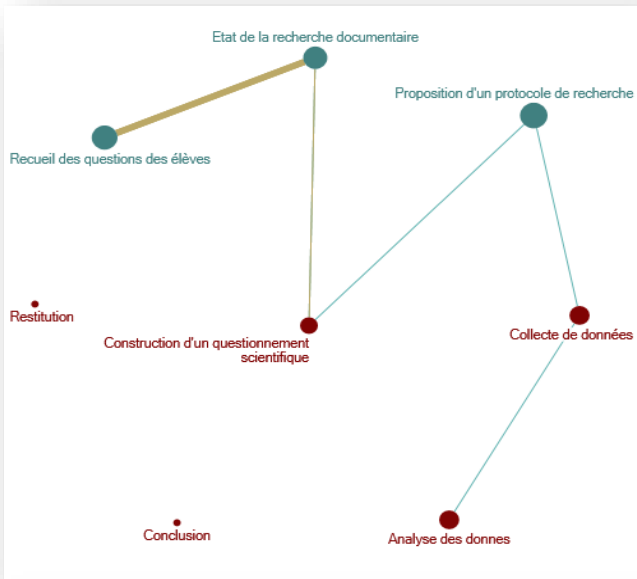 Etat de la recherche documentaire
Proposition d'un protocole de recherche
Recueil des questions des élèves
Restitution
Construction d'un questionnement
scientifique
Collecte de données
Conclusion
Analyse des donnes